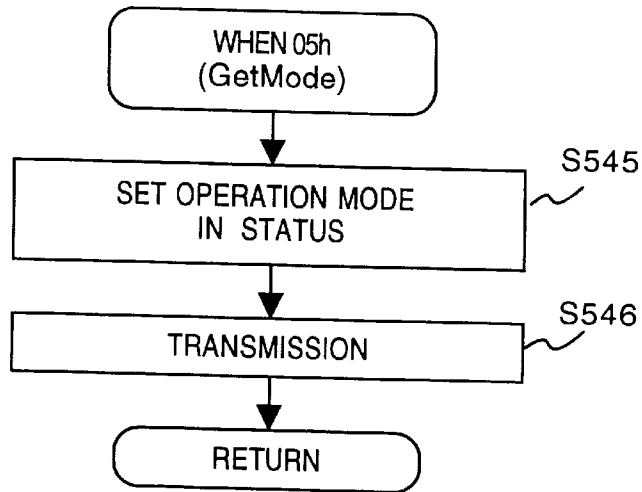 WHEN 05h
(GetMode)
SET OPERATION MODE
IN STATUS
S545
TRANSMISSION
S546
RETURN